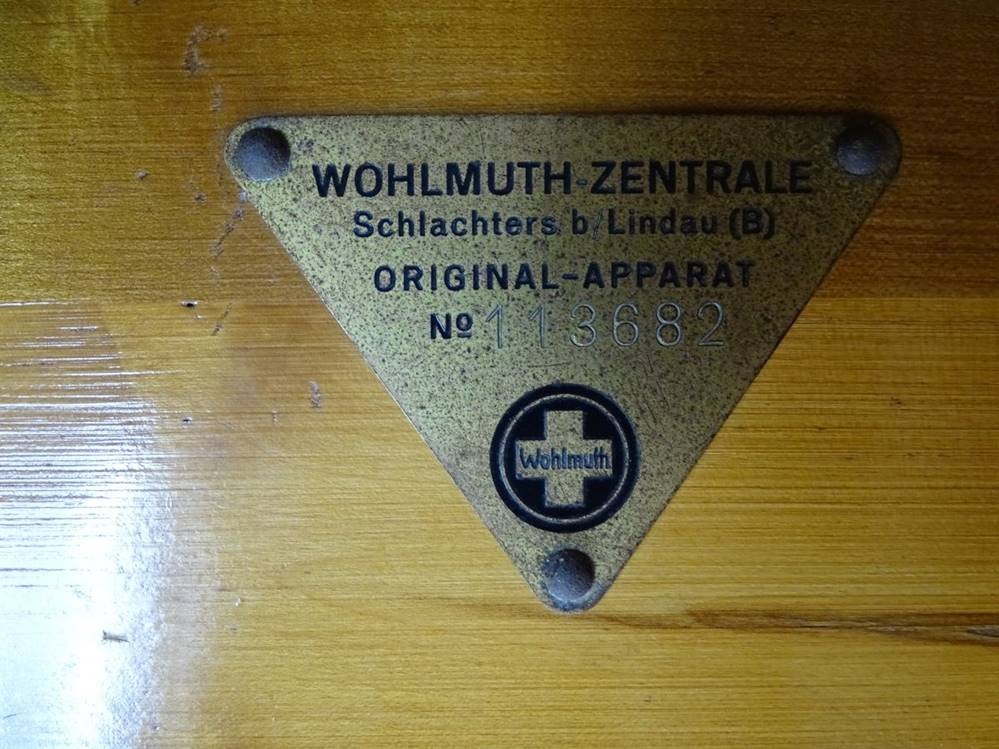 WOHLMUTH-ZENTRALE
Schlachters b/Lindau (B)
ORIGINAL-APPARAT
Nº 113682
Wohlmuth